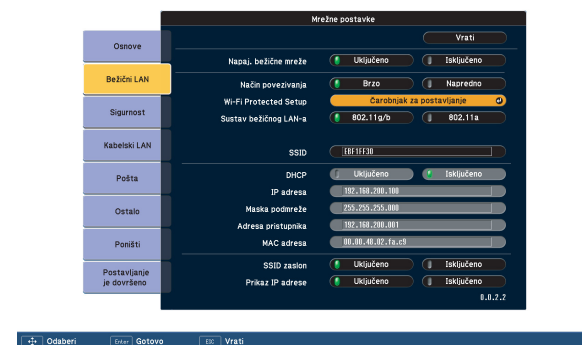 Mrežne postavke
Vrati
Osnove
Bežični LAN
Sigurnost
Kabelski LAN
Pošta
Ostalo
Poništi
Postavljanje
je dovršeno
Napaj. bežične mreže Uključeno Isključeno
Način povezivanja Brzo Napredno
Wi-Fi Protected Setup Čarobnjak za postavljanje
Sustav bežičnog LAN-a 802.11g/b 802.11a
SSID EBF1FF30
DHCP Uključeno Isključeno
IP adresa 192.168.200.100
Maska podmreže 255.255.255.000
Adresa pristupnika 192.168.200.001
MAC adresa 00.00.48.02.fa.c9
SSID zaslon Uključeno Isključeno
Prikaz IP adrese Uključeno Isključeno
0.0.2.2
Odaberi Enter Gotovo ESC Vrati